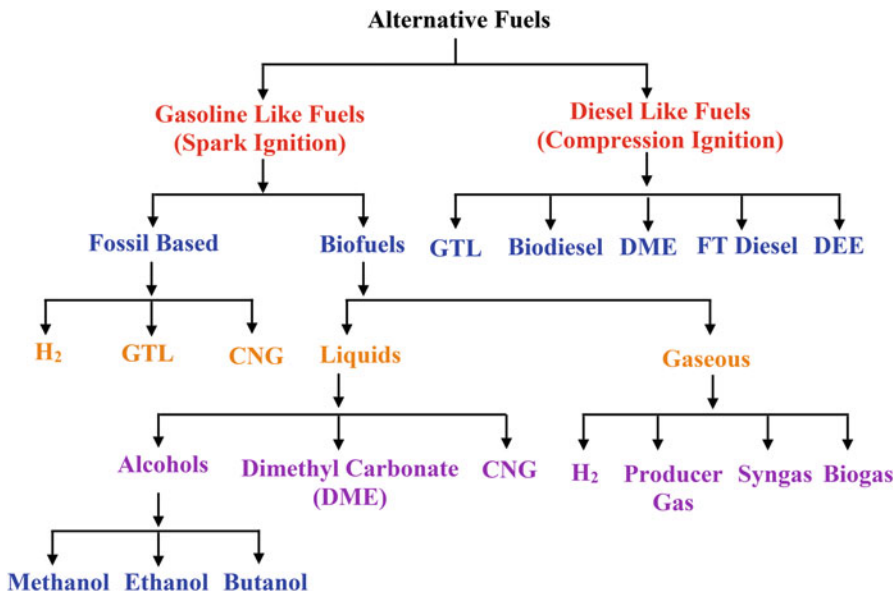 Alternative Fuels
Gasoline Like Fuels
(Spark Ignition)
Diesel Like Fuels
(Compression Ignition)
Fossil Based
Biofuels
GTL
Biodiesel
DME
FT Diesel
DEE
H₂
GTL
CNG
Liquids
Gaseous
Alcohols
Dimethyl Carbonate
(DME)
CNG
H₂
Producer
Gas
Syngas
Biogas
Methanol
Ethanol
Butanol